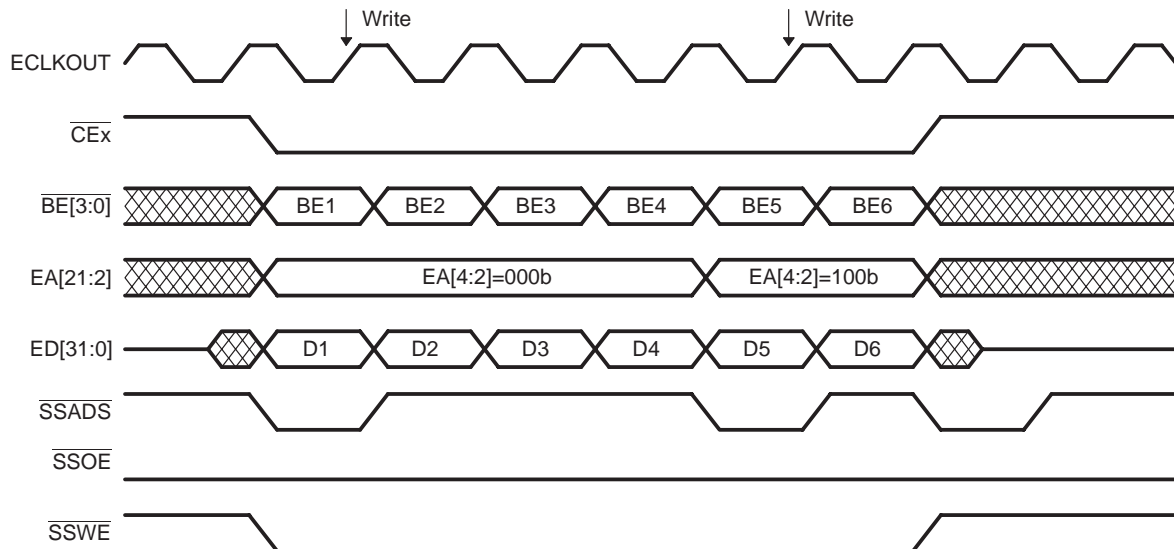 Write Write
ECLKOUT
CEx
BE[3:0] BE1 BE2 BE3 BE4 BE5 BE6
EA[21:2] EA[4:2]=000b EA[4:2]=100b
ED[31:0] D1 D2 D3 D4 D5 D6
SSADS
SSOE
SSWE